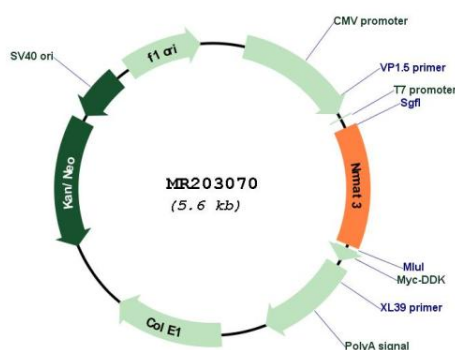 CMV promoter
VP1.5 primer
T7 promoter
SgfI
Nmnat 3
MluI
Myc-DDK
XL39 primer
PolyA signal
Col E1
Kan/ Neo
SV40 ori
f1 ori
MR203070
(5.6 kb)